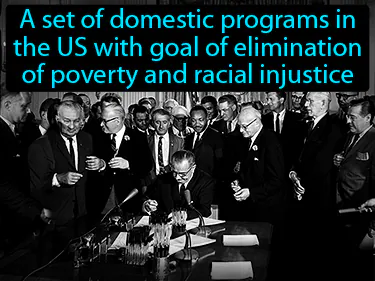 A set of domestic programs in
the US with goal of elimination
of poverty and racial injustice